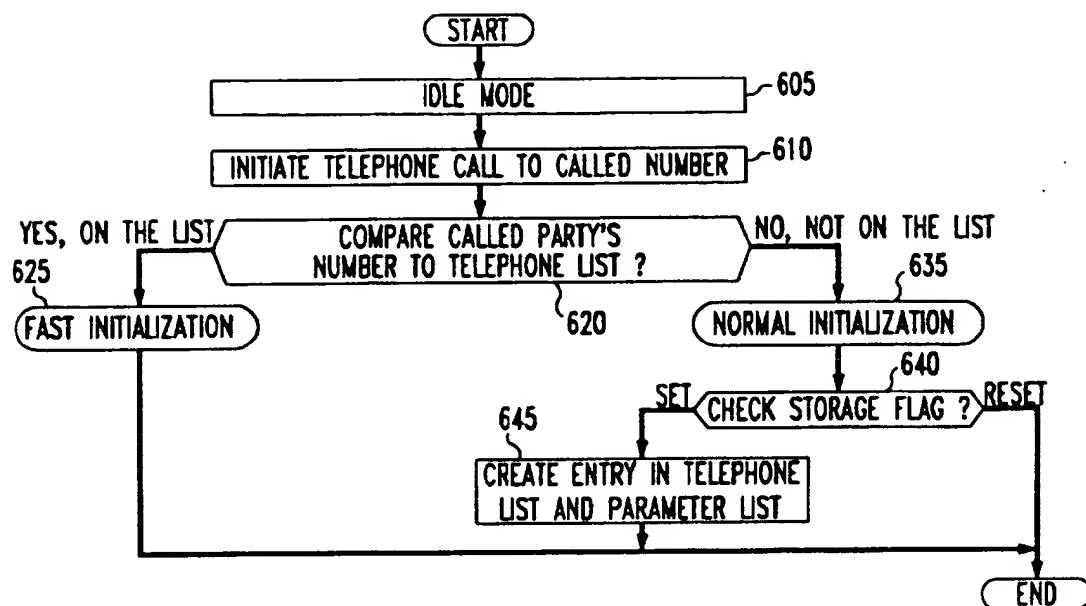 START
IDLE MODE
605
INITIATE TELEPHONE CALL TO CALLED NUMBER
610
YES, ON THE LIST
COMPARE CALLED PARTY'S
NUMBER TO TELEPHONE LIST ?
NO, NOT ON THE LIST
620
625
FAST INITIALIZATION
635
NORMAL INITIALIZATION
640
SET
CHECK STORAGE FLAG ?
RESET
645
CREATE ENTRY IN TELEPHONE
LIST AND PARAMETER LIST
END